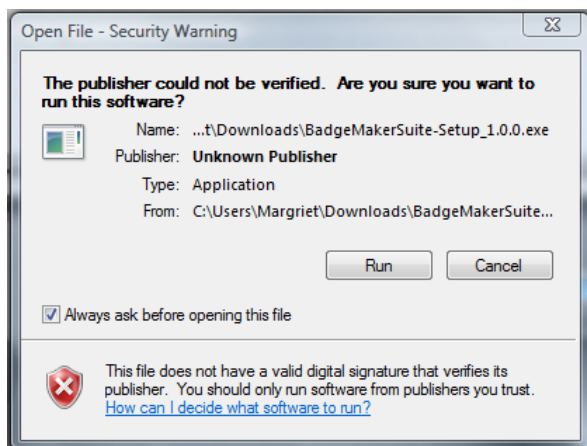 Open File - Security Warning
The publisher could not be verified.  Are you sure you want to
run this software?
Name: ...t\Downloads\BadgeMakerSuite-Setup_1.0.0.exe
Publisher: Unknown Publisher
Type: Application
From: C:\Users\Margriet\Downloads\BadgeMakerSuite...
Run Cancel
Always ask before opening this file
This file does not have a valid digital signature that verifies its
publisher.  You should only run software from publishers you trust.
How can I decide what software to run?